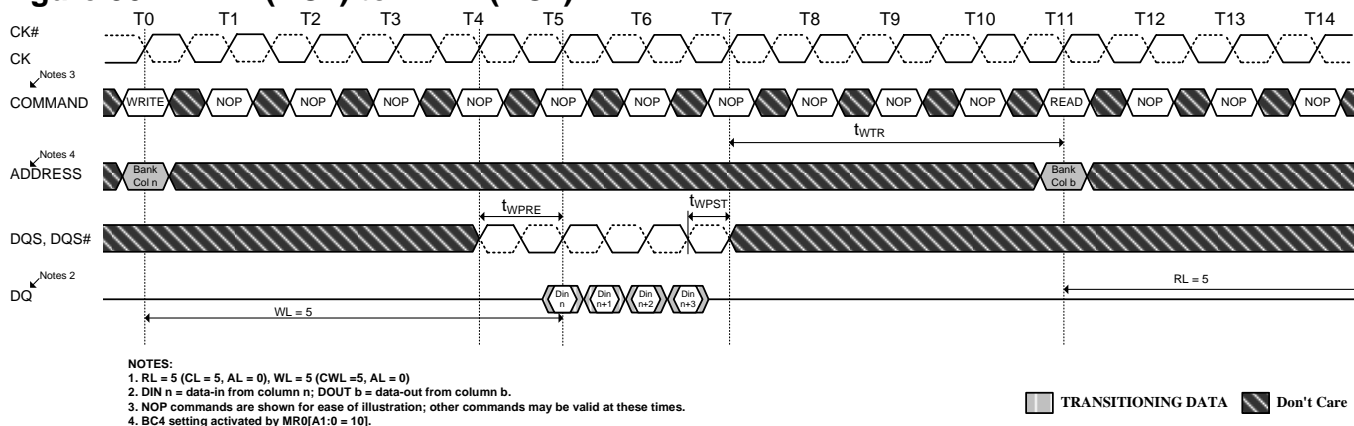 T0 T1 T2 T3 T4 T5 T6 T7 T8 T9 T10 T11 T12 T13 T14
CK#
CK
Notes 3
COMMAND
WRITE NOP NOP NOP NOP NOP NOP NOP NOP NOP NOP READ NOP NOP NOP
tWTR
Notes 4
ADDRESS
Bank
Col n
Bank
Col b
tWPRE
tWPST
DQS, DQS#
Notes 2
DQ
Din
n
Din
n+1
Din
n+2
Din
n+3
RL = 5
WL = 5
NOTES:
1. RL = 5 (CL = 5, AL = 0), WL = 5 (CWL =5, AL = 0)
2. DIN n = data-in from column n; DOUT b = data-out from column b.
3. NOP commands are shown for ease of illustration; other commands may be valid at these times.
4. BC4 setting activated by MR0[A1:0 = 10].
TRANSITIONING DATA
Don't Care